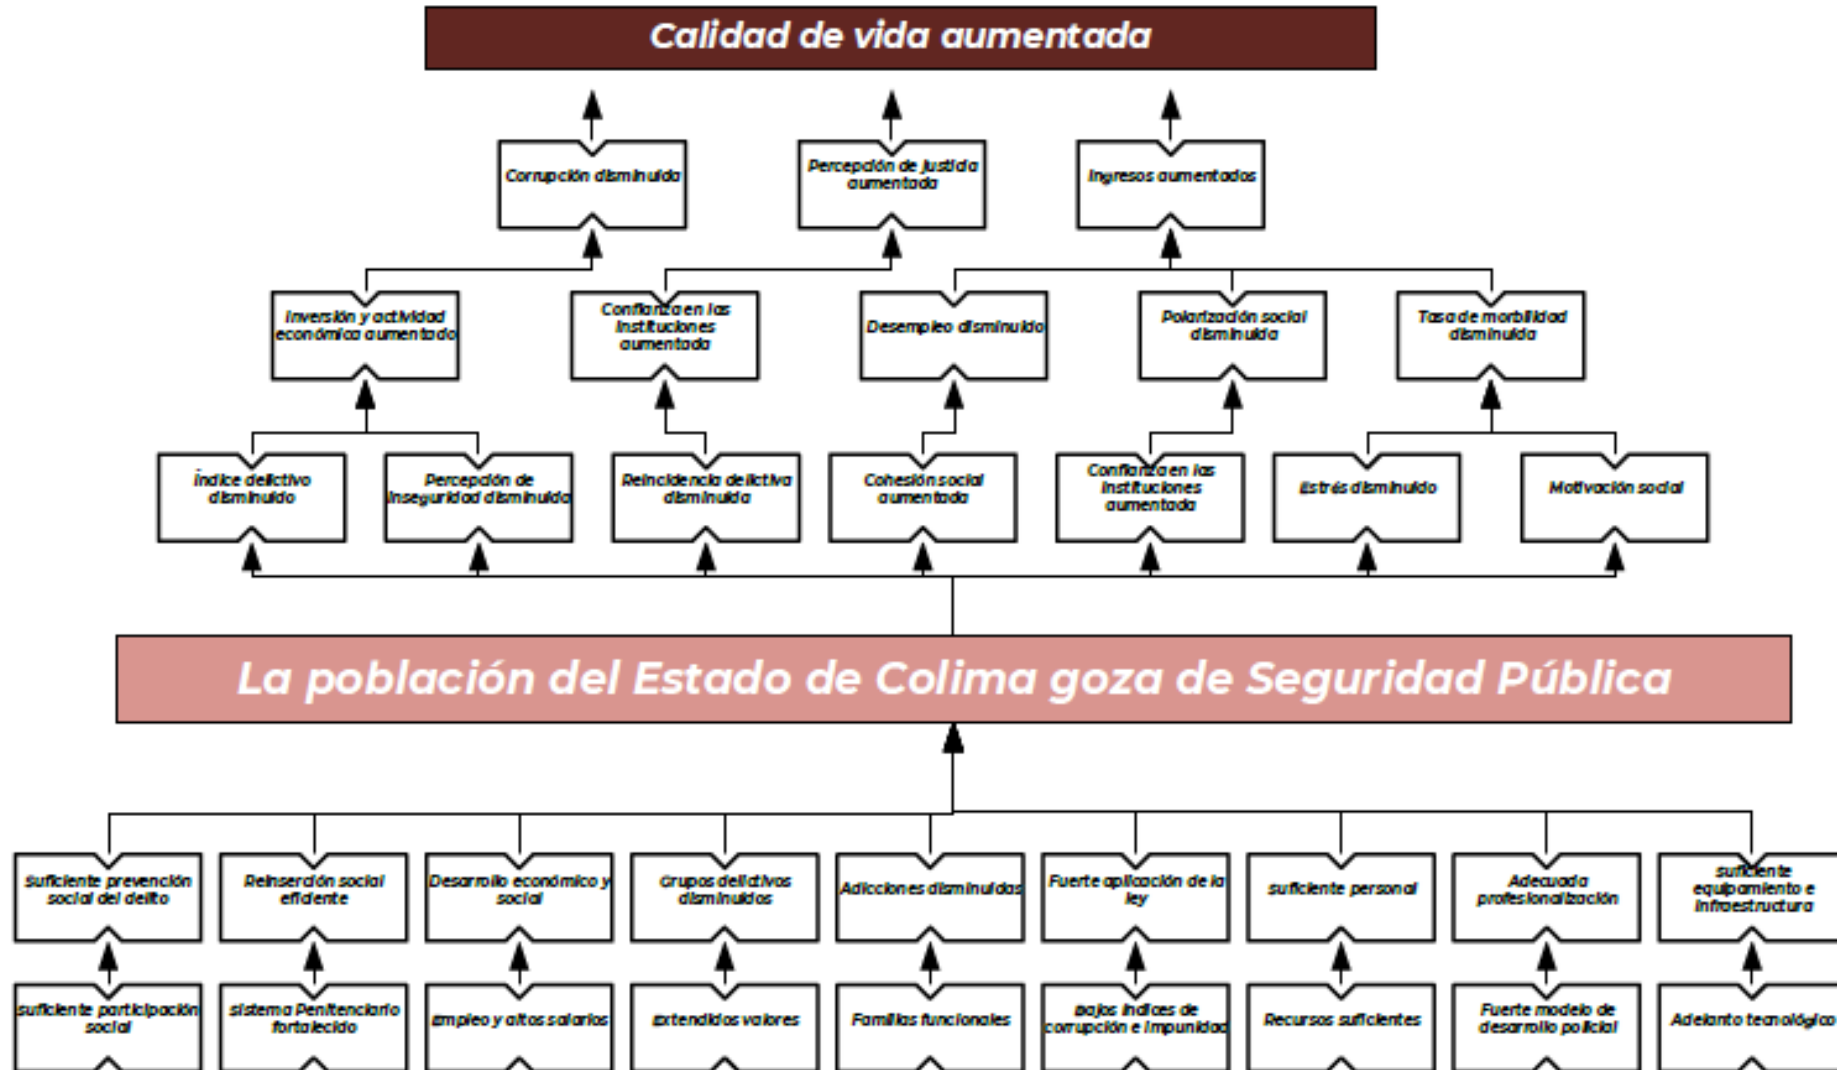 Calidad de vida aumentada
Corrupción disminuida
Percepción de justicia
aumentada
Ingresos aumentados
Inversión y actividad
económica aumentado
Confianza en las
instituciones
aumentada
Desempleo disminuido
Polarización social
disminuida
Tasa de morbilidad
disminuida
Índice delictivo
disminuido
Percepción de
inseguridad disminuida
Reincidencia delictiva
disminuida
Cohesión social
aumentada
Confianza en las
instituciones
aumentada
Estrés disminuido
Motivación social
La población del Estado de Colima goza de Seguridad Pública
Suficiente prevención
social del delito
Reinserción social
eficiente
Desarrollo económico y
social
Grupos delictivos
disminuidos
Adicciones disminuidas
Fuerte aplicación de la
ley
suficiente personal
Adecuada
profesionalización
suficiente
equipamiento e
infraestructura
suficiente participación
social
sistema Penitenciario
fortalecido
Empleo y altos salarios
Extendidos valores
Familias funcionales
Bajos índices de
corrupción e impunidad
Recursos suficientes
Fuerte modelo de
desarrollo policial
Adelanto tecnológico